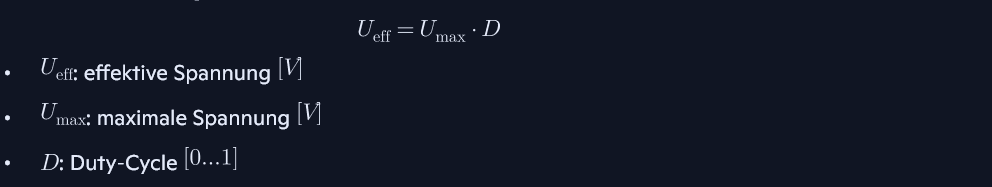 U_eff = U_max · D
• U_eff: effektive Spannung [V]
• U_max: maximale Spannung [V]
• D: Duty-Cycle [0...1]